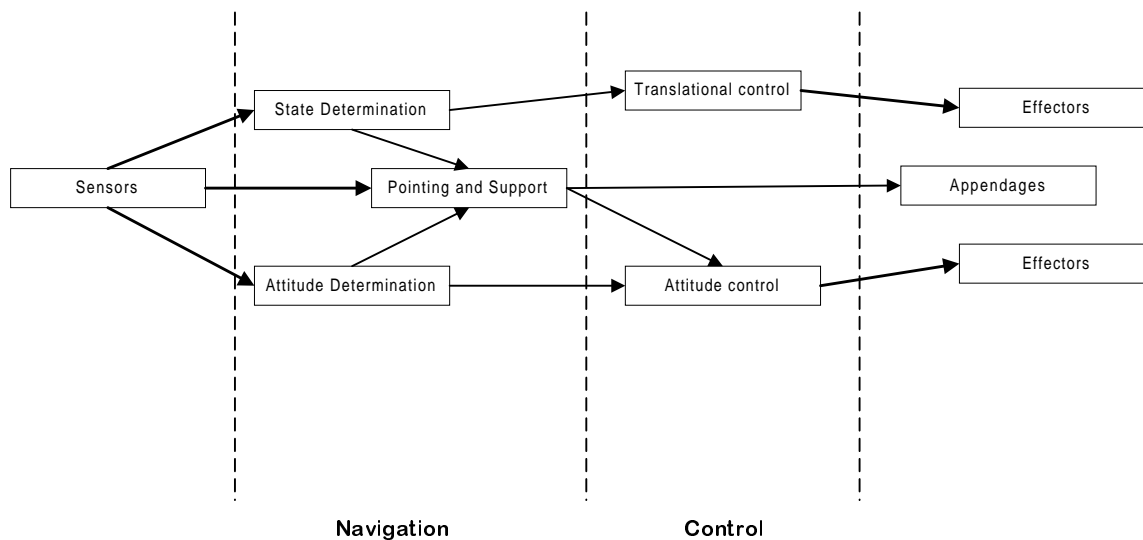 Sensors
State Determination
Pointing and Support
Attitude Determination
Translational control
Attitude control
Effectors
Appendages
Effectors
Navigation
Control